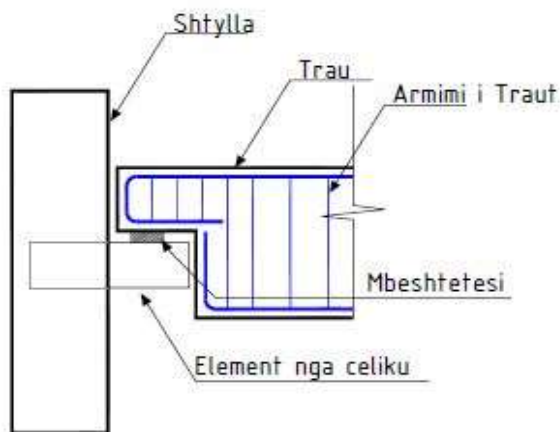 Shtylla
Trau
Armimi i Traut
Mbeshtetesi
Element nga celiku